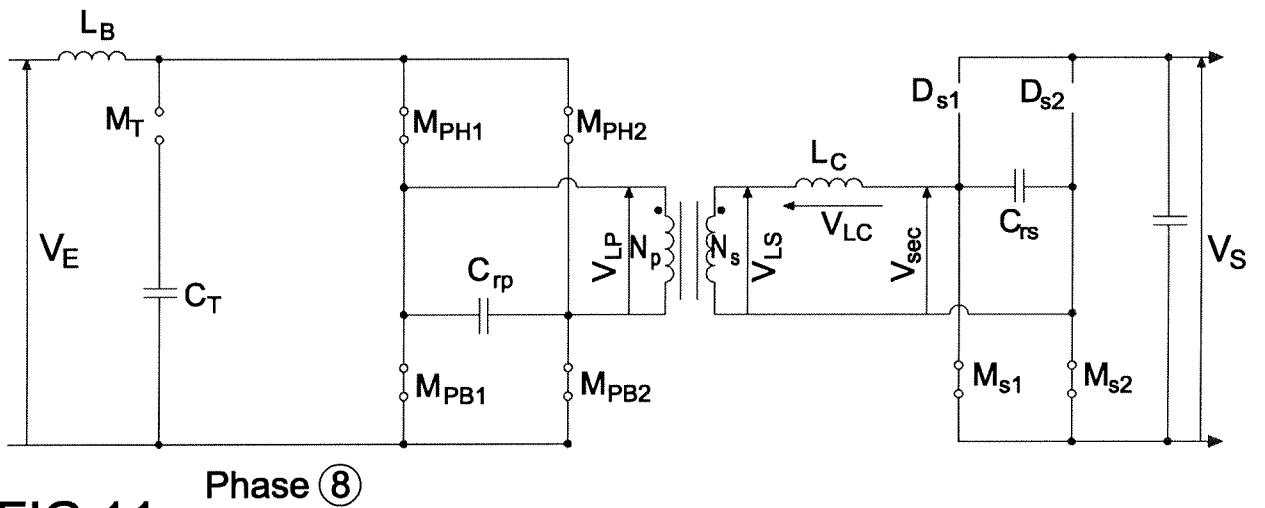 L_B
M_T
M_PH1
M_PH2
D_s1
D_s2
L_C
V_LC
C_rs
V_E
C_T
C_rp
V_LP
N_p
N_s
V_LS
V_sec
V_S
M_PB1
M_PB2
M_s1
M_s2
Phase 8